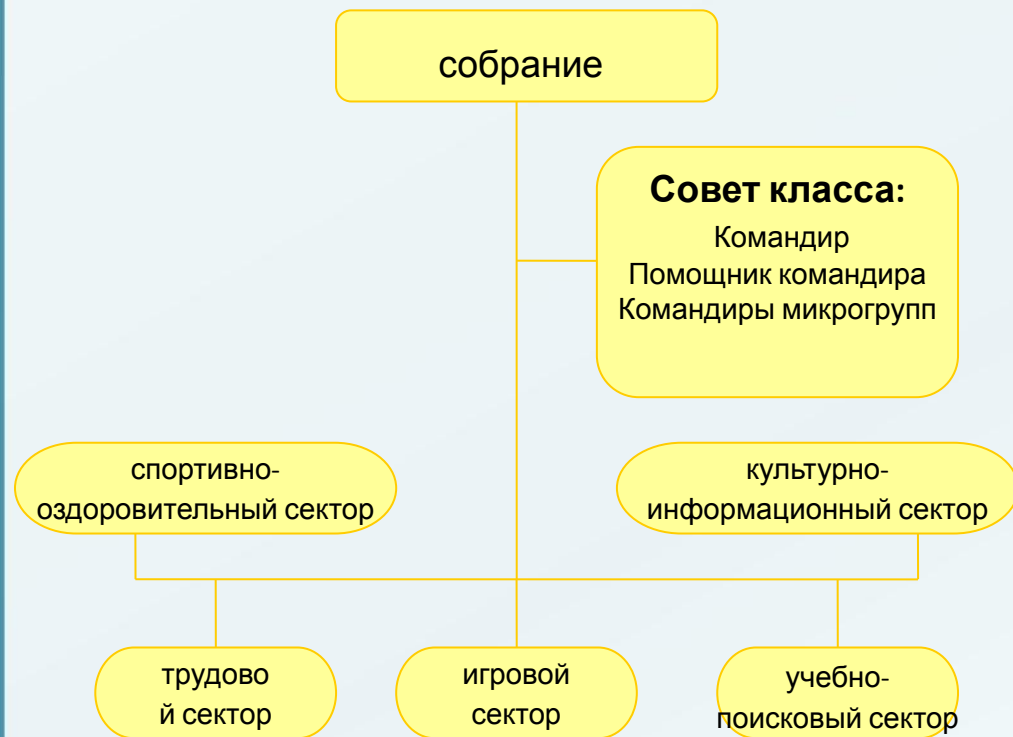 собрание
Совет класса:
Командир
Помощник командира
Командиры микрогрупп
спортивно-
оздоровительный сектор
культурно-
информационный сектор
трудово
й сектор
игровой
сектор
учебно-
поисковый сектор